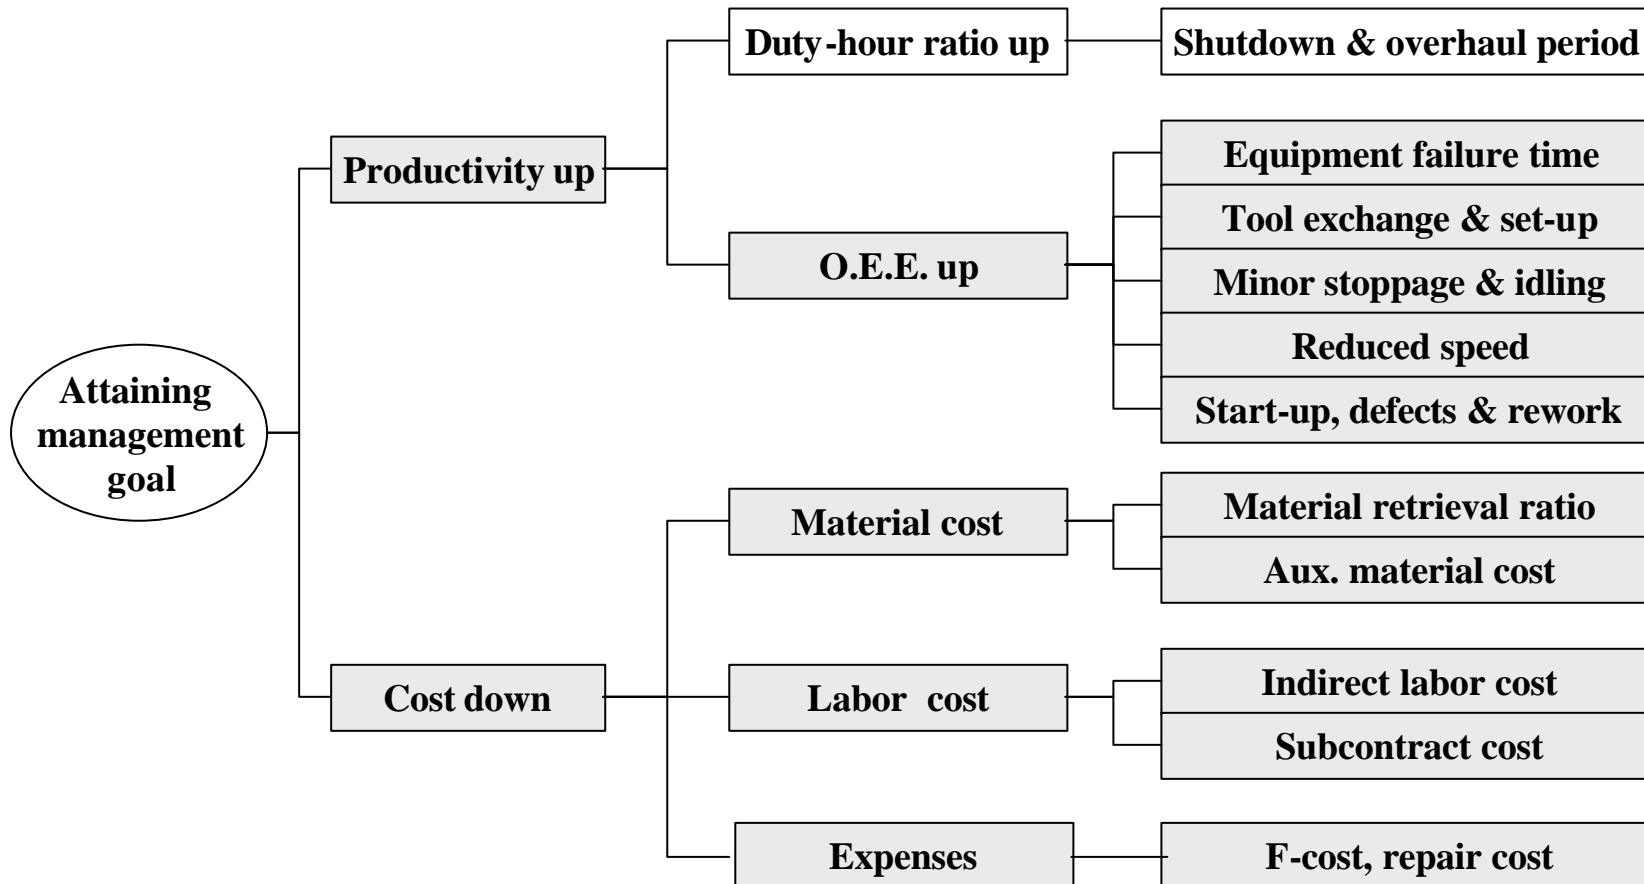 Duty-hour ratio up
Shutdown & overhaul period
Productivity up
Equipment failure time
Tool exchange & set-up
O.E.E. up
Minor stoppage & idling
Reduced speed
Start-up, defects & rework
Attaining
management
goal
Material cost
Material retrieval ratio
Aux. material cost
Cost down
Labor cost
Indirect labor cost
Subcontract cost
Expenses
F-cost, repair cost